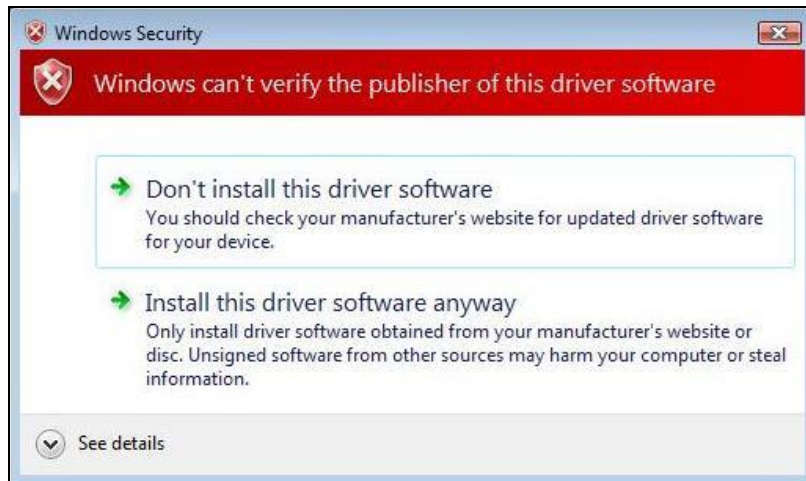 Windows Security
Windows can't verify the publisher of this driver software
Don't install this driver software
You should check your manufacturer's website for updated driver software
for your device.
Install this driver software anyway
Only install driver software obtained from your manufacturer's website or
disc. Unsigned software from other sources may harm your computer or steal
information.
See details